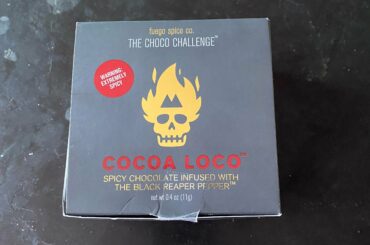 fuego spice co.
THE CHOCO CHALLENGE™
WARNING:
EXTREMELY
SPICY
COCOA LOCO™
SPICY CHOCOLATE INFUSED WITH
THE BLACK REAPER PEPPER™
net wt 0.4 oz (11g)